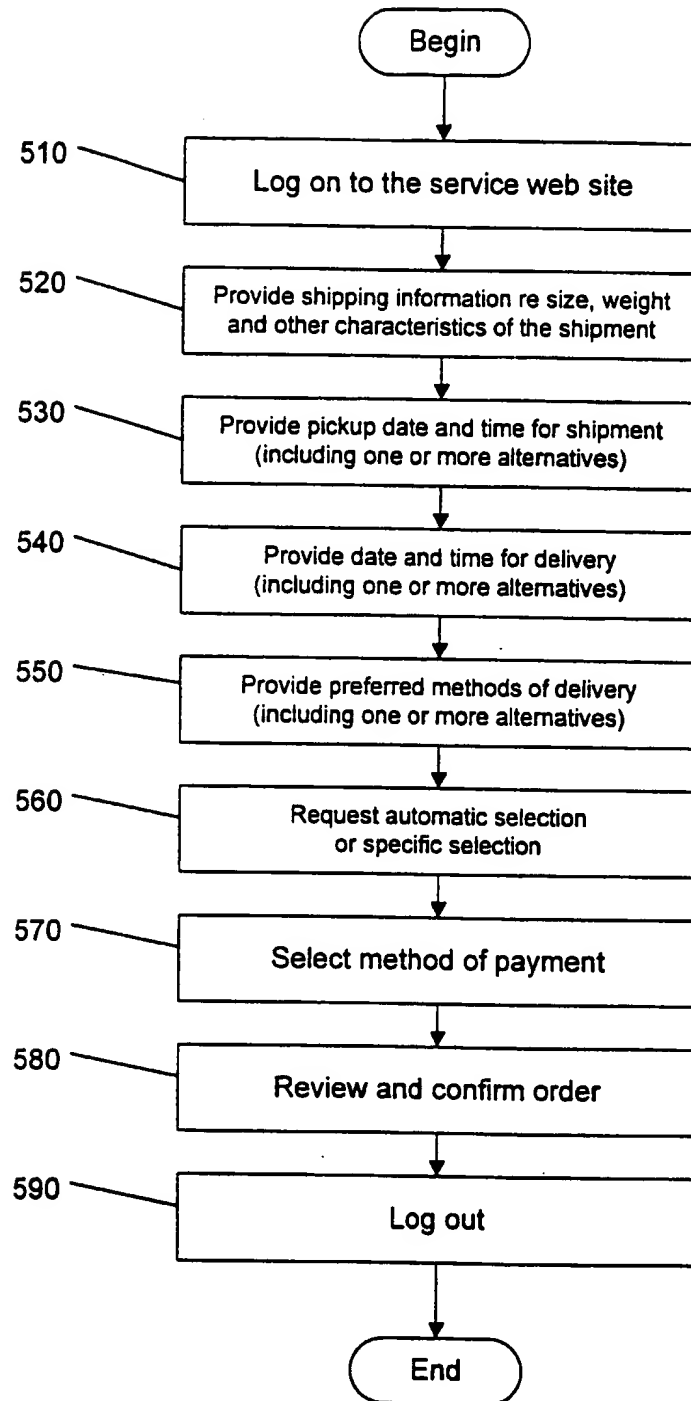 Begin
510
Log on to the service web site
520
Provide shipping information re size, weight
and other characteristics of the shipment
530
Provide pickup date and time for shipment
(including one or more alternatives)
540
Provide date and time for delivery
(including one or more alternatives)
550
Provide preferred methods of delivery
(including one or more alternatives)
560
Request automatic selection
or specific selection
570
Select method of payment
580
Review and confirm order
590
Log out
End